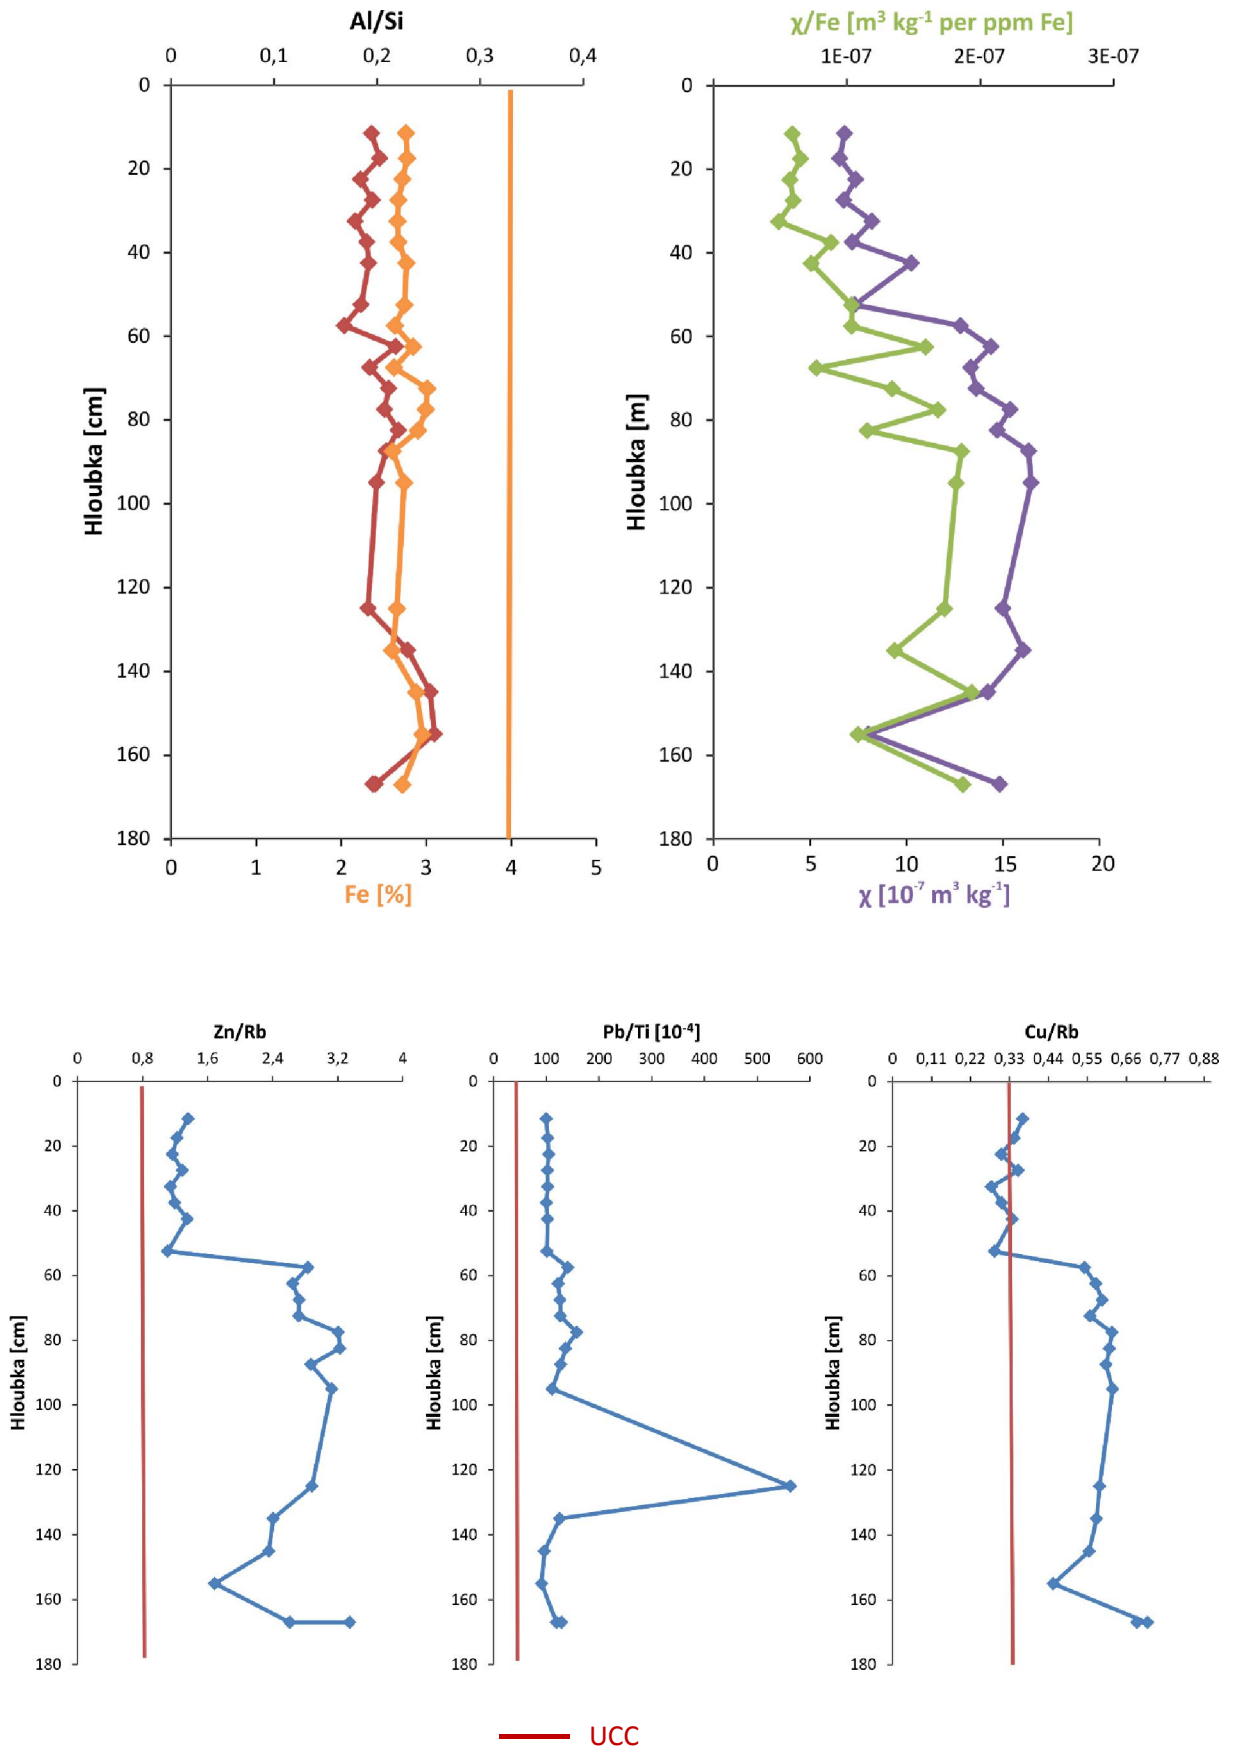 Al/Si
0 0,1 0,2 0,3 0,4
0
20
40
60
80
100
120
140
160
180
Hloubka [cm]
0 1 2 3 4 5
Fe [%]
χ/Fe [m³ kg⁻¹ per ppm Fe]
1E-07 2E-07 3E-07
0
20
40
60
80
100
120
140
160
180
Hloubka [m]
0 5 10 15 20
χ [10⁻⁷ m³ kg⁻¹]
Zn/Rb
0 0,8 1,6 2,4 3,2 4
0
20
40
60
80
100
120
140
160
180
Hloubka [cm]
Pb/Ti [10⁻⁴]
0 100 200 300 400 500 600
0
20
40
60
80
100
120
140
160
180
Hloubka [cm]
Cu/Rb
0 0,11 0,22 0,33 0,44 0,55 0,66 0,77 0,88
0
20
40
60
80
100
120
140
160
180
Hloubka [cm]
UCC